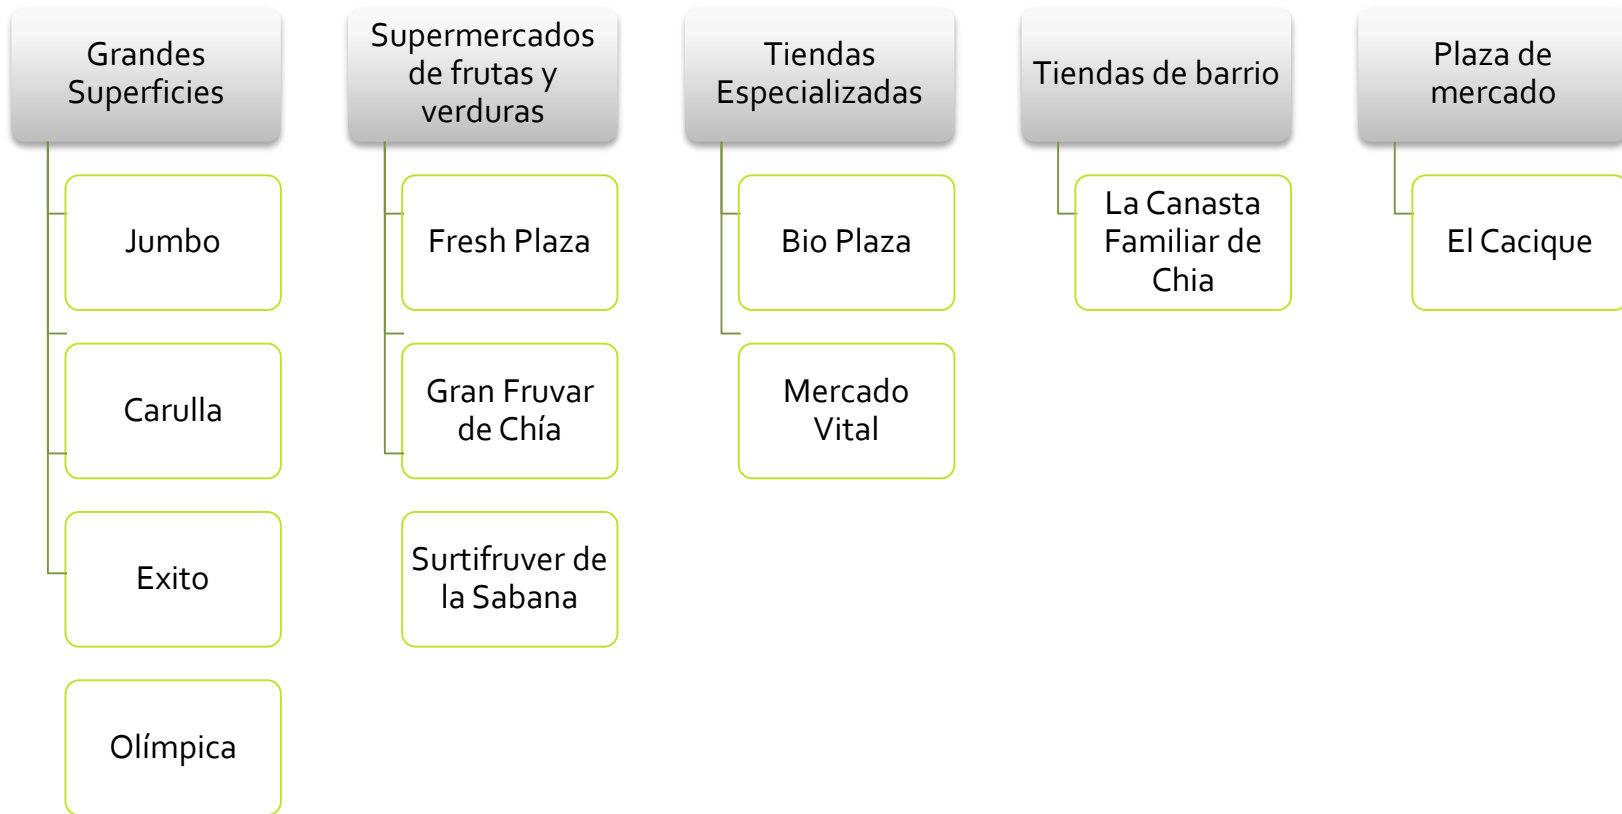 Grandes
Superficies
Jumbo
Carulla
Exito
Olímpica
Supermercados
de frutas y
verduras
Fresh Plaza
Gran Fruvar
de Chía
Surtifruver de
la Sabana
Tiendas
Especializadas
Bio Plaza
Mercado
Vital
Tiendas de barrio
La Canasta
Familiar de
Chia
Plaza de
mercado
El Cacique